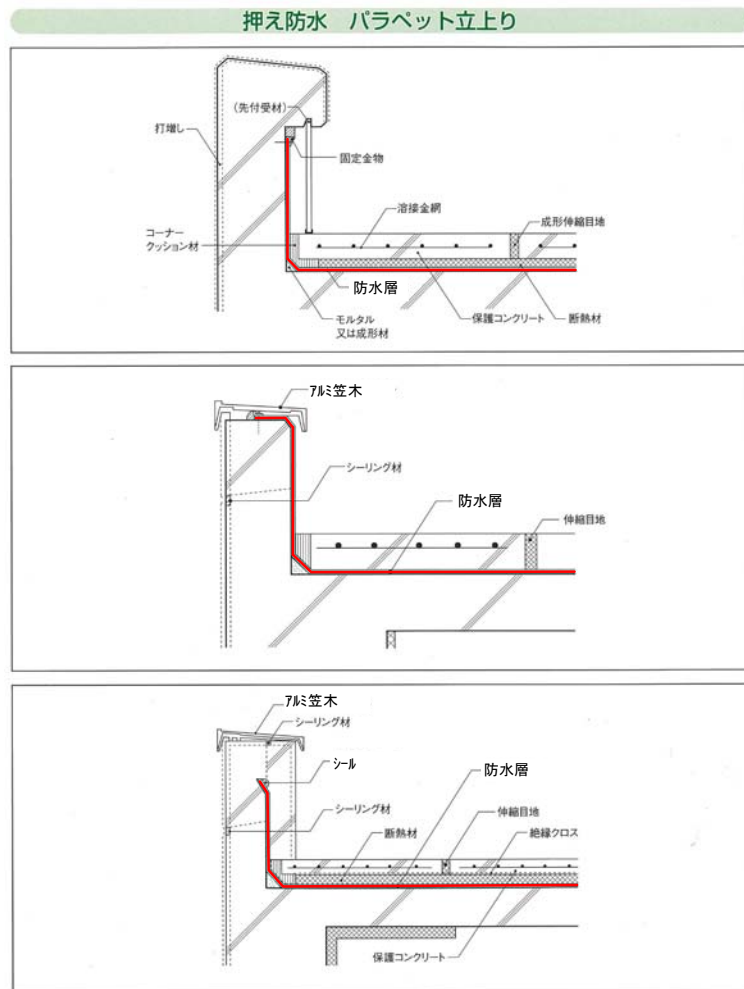 押え防水　パラペット立上り
(先付受材)
打増し
固定金物
溶接金網
成形伸縮目地
コーナー
クッション材
防水層
モルタル
又は成形材
保護コンクリート
断熱材
アルミ笠木
シーリング材
防水層
伸縮目地
アルミ笠木
シーリング材
シール
防水層
シーリング材
伸縮目地
断熱材
絶縁クロス
保護コンクリート